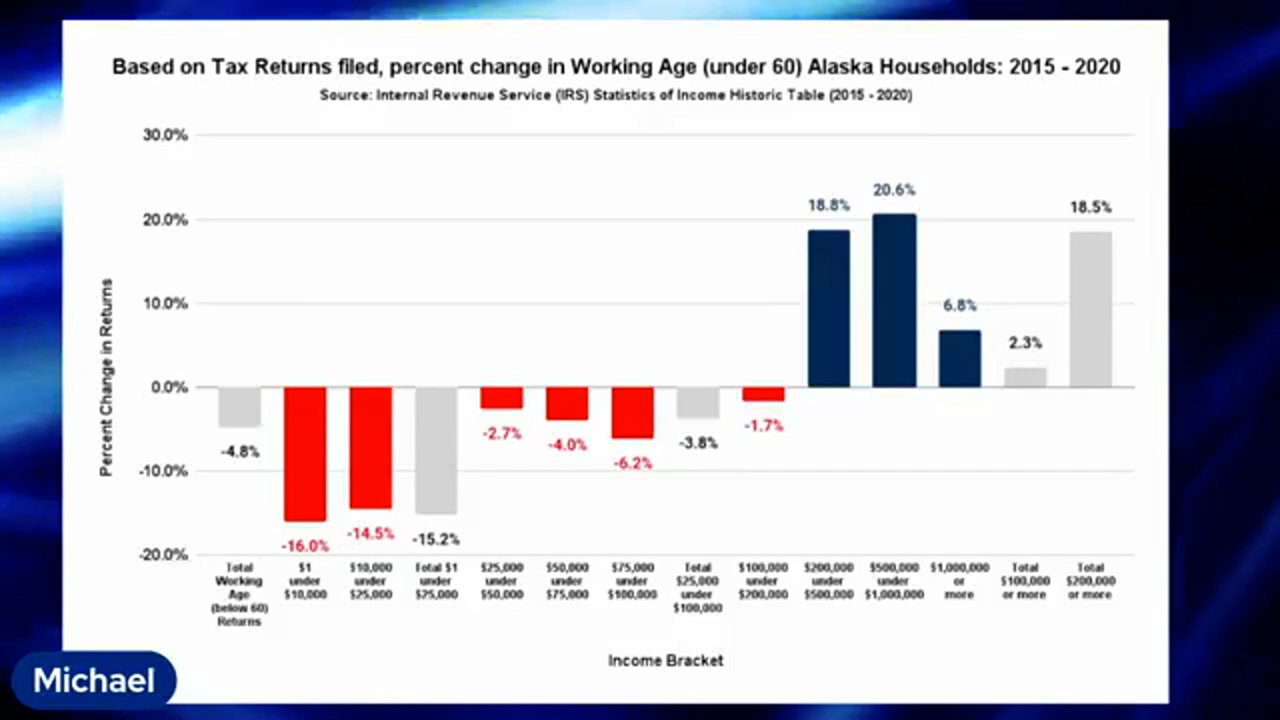 Based on Tax Returns filed, percent change in Working Age (under 60) Alaska Households: 2015 - 2020
Source: Internal Revenue Service (IRS) Statistics of Income Historic Table (2015 - 2020)
Percent Change in Returns
30.0%
20.0%
10.0%
0.0%
-10.0%
-20.0%
-4.8%
-16.0%
-14.5%
-15.2%
-2.7%
-4.0%
-6.2%
-3.8%
-1.7%
18.8%
20.6%
6.8%
2.3%
18.5%
Total
Working
Age
(below 60)
Returns
$1
under
$10,000
$10,000
under
$25,000
Total $1
under
$25,000
$25,000
under
$50,000
$50,000
under
$75,000
$75,000
under
$100,000
Total
$25,000
under
$100,000
$100,000
under
$200,000
$200,000
under
$500,000
$500,000
under
$1,000,000
$1,000,000
or
more
Total
$100,000
or more
Total
$200,000
or more
Income Bracket
Michael